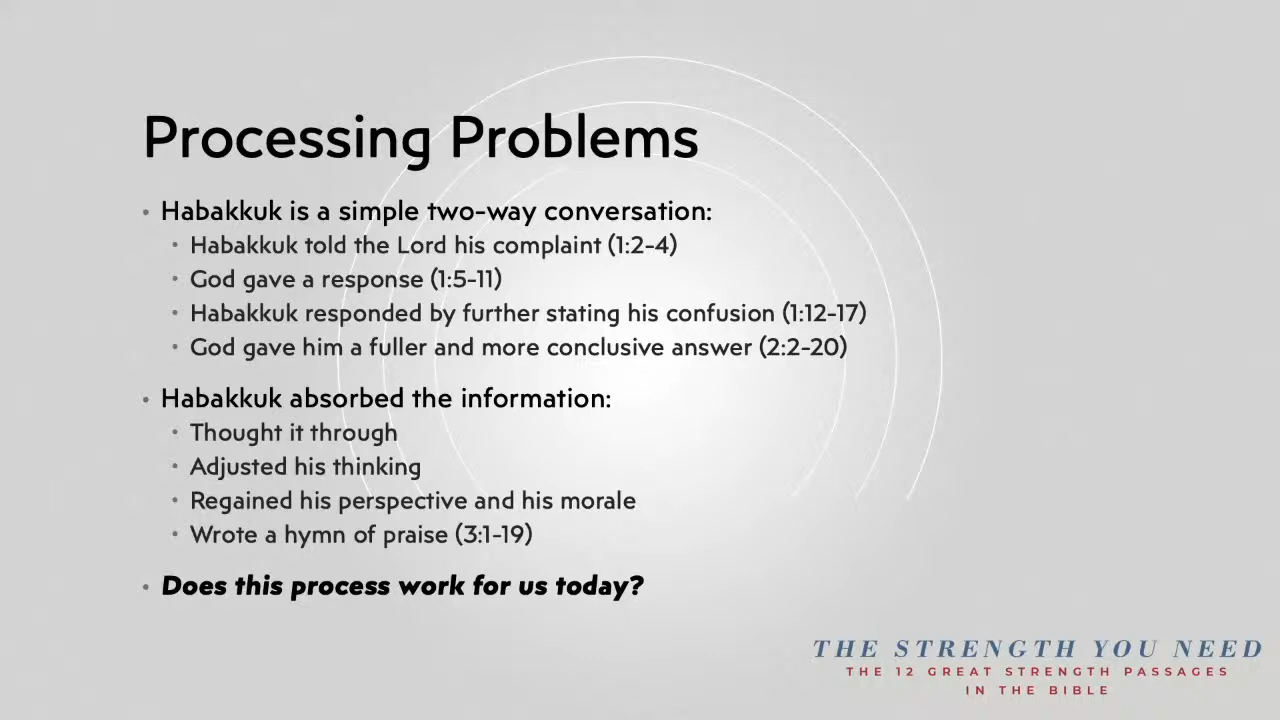 Processing Problems
• Habakkuk is a simple two-way conversation:
• Habakkuk told the Lord his complaint (1:2-4)
• God gave a response (1:5-11)
• Habakkuk responded by further stating his confusion (1:12-17)
• God gave him a fuller and more conclusive answer (2:2-20)
• Habakkuk absorbed the information:
• Thought it through
• Adjusted his thinking
• Regained his perspective and his morale
• Wrote a hymn of praise (3:1-19)
• Does this process work for us today?
THE STRENGTH YOU NEED
THE 12 GREAT STRENGTH PASSAGES
IN THE BIBLE